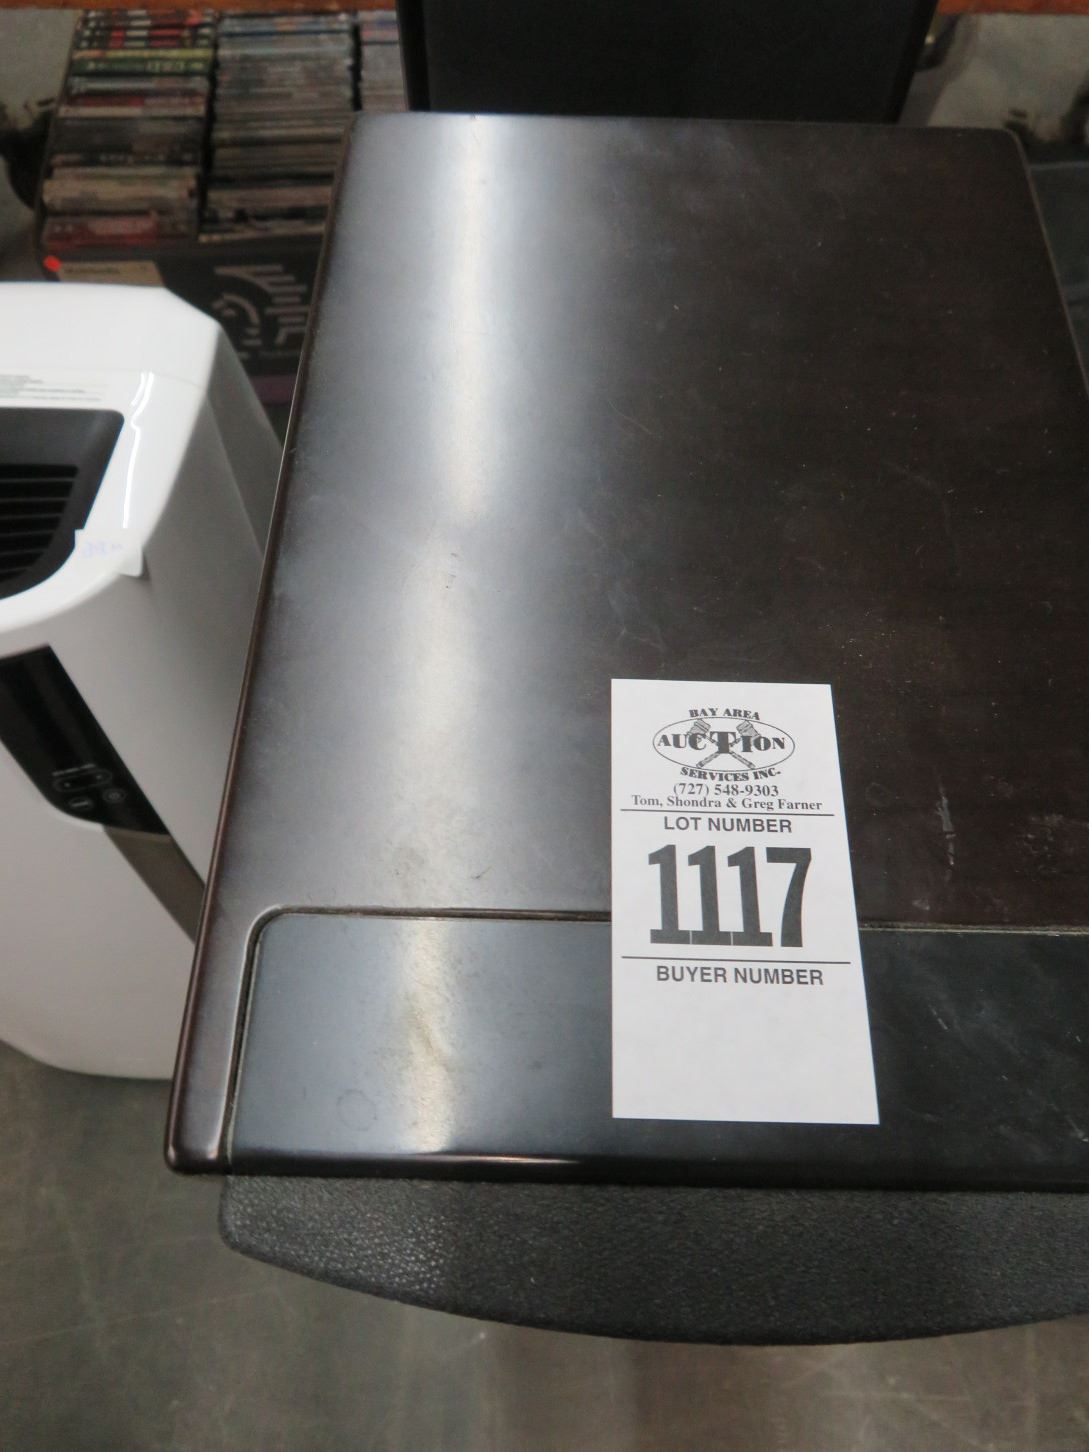 BAY AREA
AUCTION
SERVICES INC.
(727) 548-9303
Tom, Shondra & Greg Farner
LOT NUMBER
1117
BUYER NUMBER